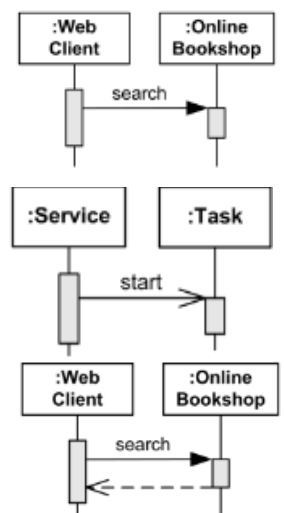 :Web :Online
Client Bookshop
search
:Service :Task
start
:Web :Online
Client Bookshop
search